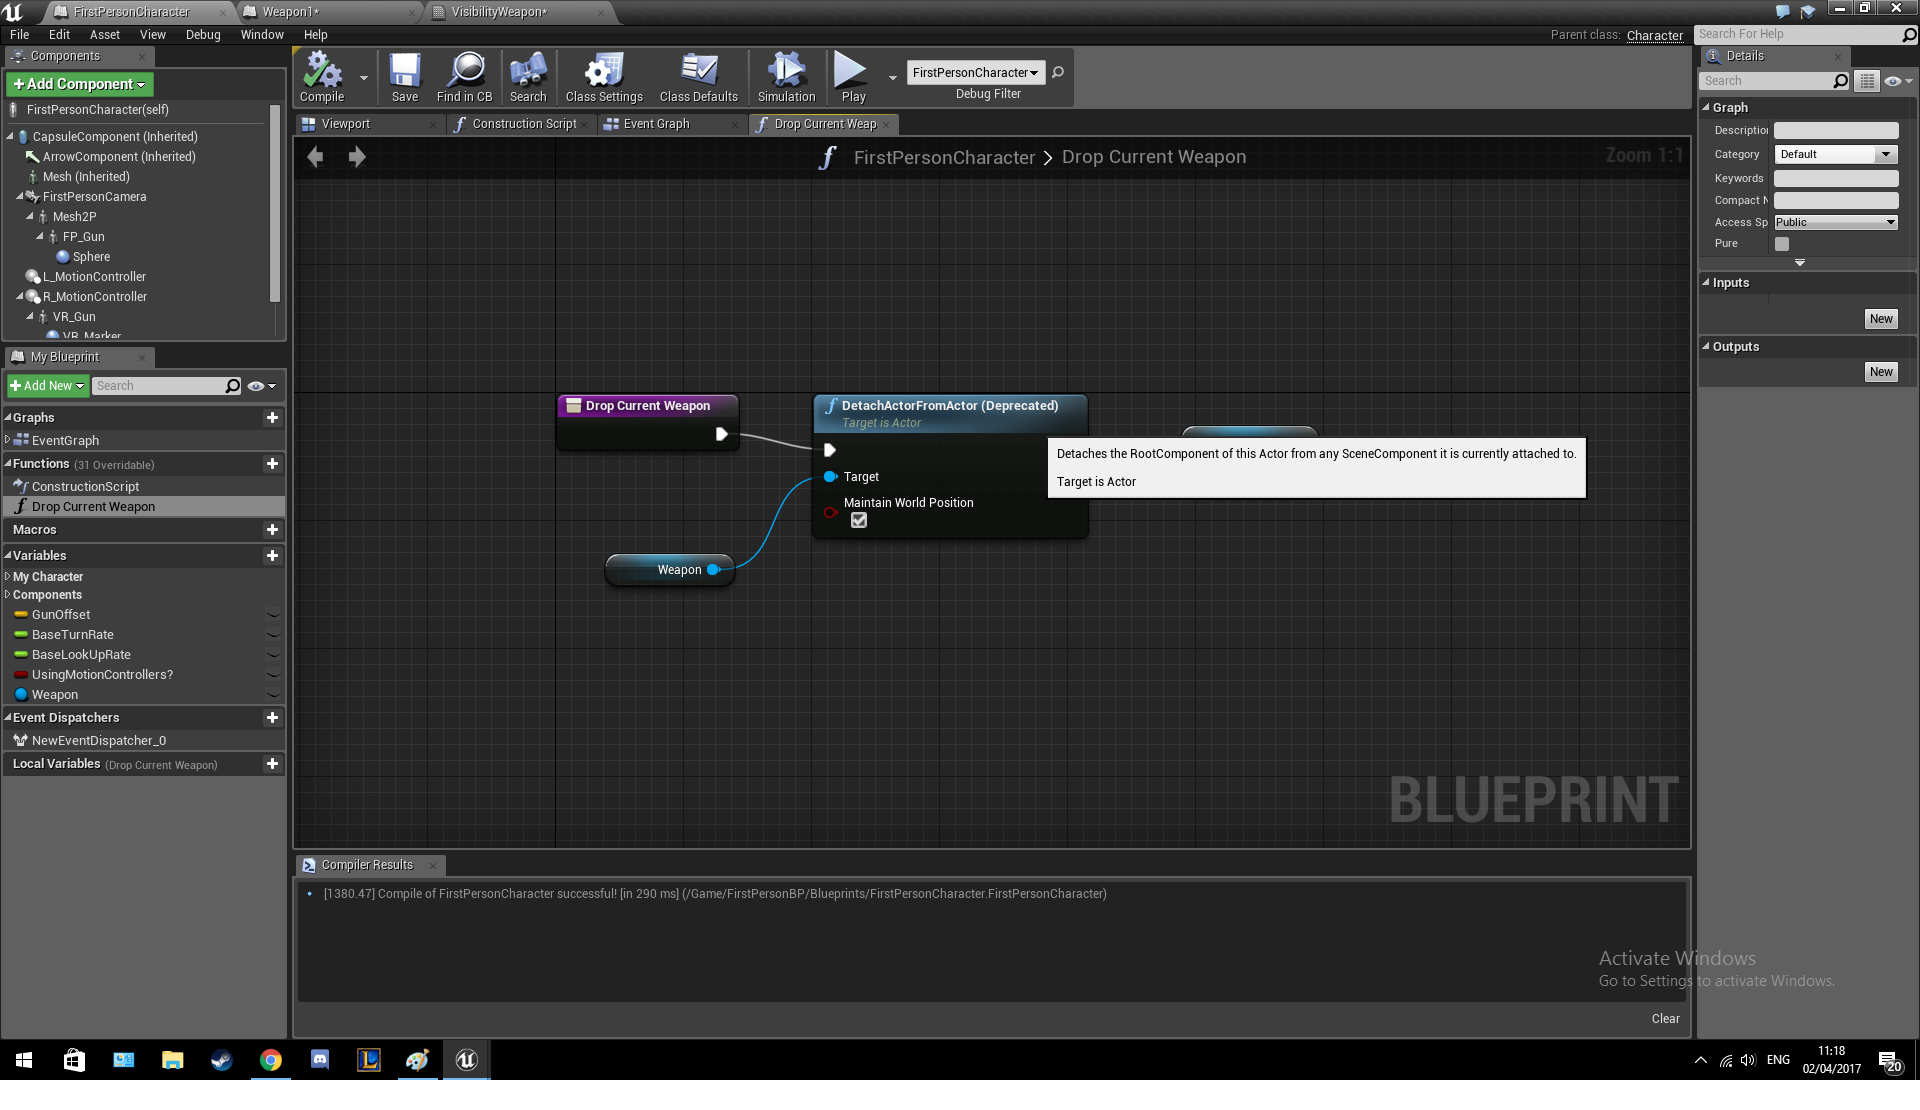 FirstPersonCharacter
Weapon1*
VisibilityWeapon*
File Edit Asset View Debug Window Help
Parent class: Character
Search For Help
Components
+ Add Component
FirstPersonCharacter(self)
CapsuleComponent (Inherited)
ArrowComponent (Inherited)
Mesh (Inherited)
FirstPersonCamera
Mesh2P
FP_Gun
Sphere
L_MotionController
R_MotionController
VR_Gun
VR_Marker
Compile
Save
Find in CB
Search
Class Settings
Class Defaults
Simulation
Play
FirstPersonCharacter
Debug Filter
Viewport
Construction Script
Event Graph
Drop Current Weap
FirstPersonCharacter > Drop Current Weapon
Zoom 1:1
My Blueprint
+ Add New
Search
Graphs
EventGraph
Functions (31 Overridable)
ConstructionScript
Drop Current Weapon
Macros
Variables
My Character
Components
GunOffset
BaseTurnRate
BaseLookUpRate
UsingMotionControllers?
Weapon
Event Dispatchers
NewEventDispatcher_0
Local Variables (Drop Current Weapon)
Drop Current Weapon
DetachActorFromActor (Deprecated)
Target is Actor
Target
Maintain World Position
Weapon
Detaches the RootComponent of this Actor from any SceneComponent it is currently attached to.
Target is Actor
BLUEPRINT
Compiler Results
[1380.47] Compile of FirstPersonCharacter successful! [in 290 ms] (/Game/FirstPersonBP/Blueprints/FirstPersonCharacter.FirstPersonCharacter)
Clear
Details
Search
Graph
Description
Category Default
Keywords
Compact N
Access Sp Public
Pure
Inputs
New
Outputs
New
Activate Windows
Go to Settings to activate Windows.
ENG
11:18
02/04/2017
20